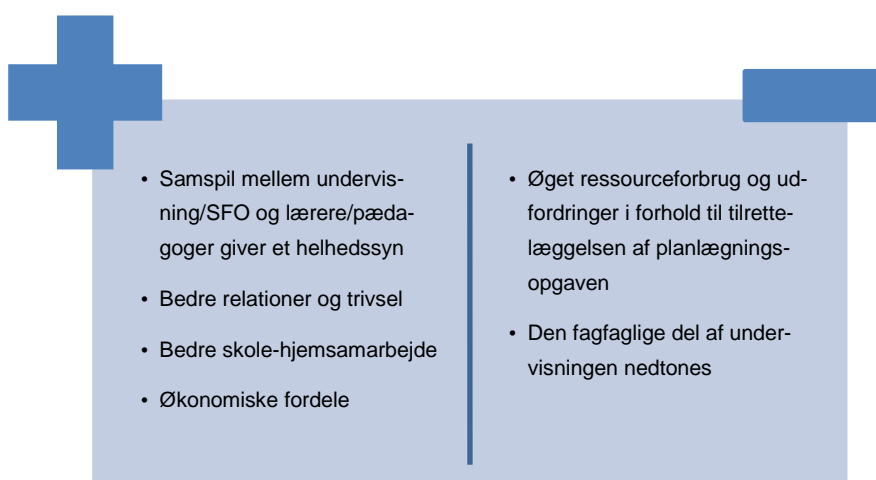 • Samspil mellem undervis-
ning/SFO og lærere/pæda-
goger giver et helhedssyn
• Bedre relationer og trivsel
• Bedre skole-hjemsamarbejde
• Økonomiske fordele
• Øget ressourceforbrug og ud-
fordringer i forhold til tilrette-
læggelsen af planlægnings-
opgaven
• Den fagfaglige del af under-
visningen nedtones